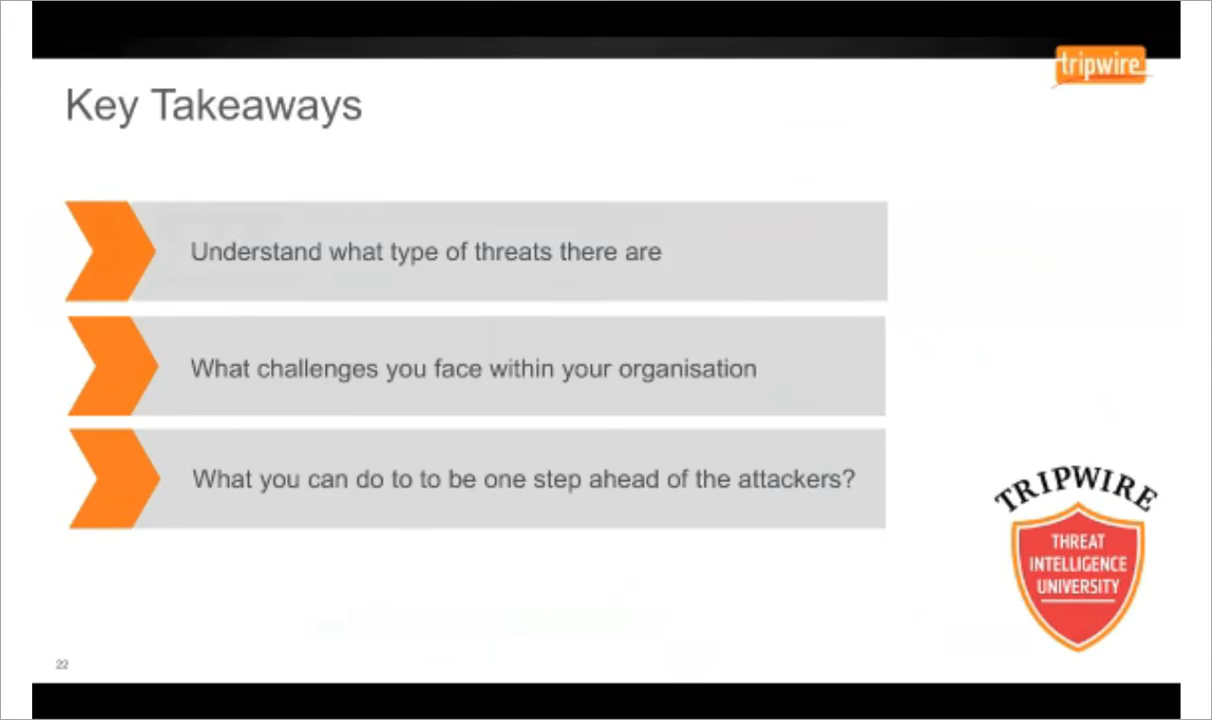 tripwire
Key Takeaways
Understand what type of threats there are
What challenges you face within your organisation
What you can do to to be one step ahead of the attackers?
TRIPWIRE
THREAT
INTELLIGENCE
UNIVERSITY
22